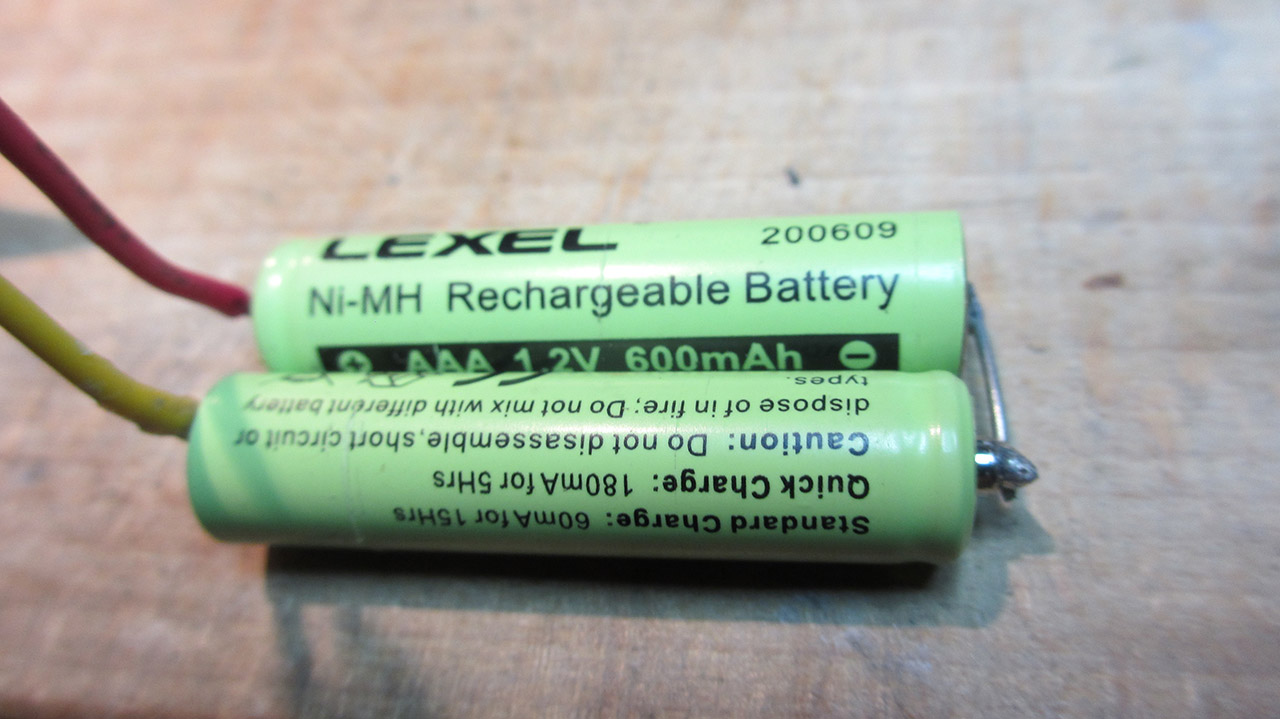 LEXEL
200609
Ni-MH Rechargeable Battery
+ AAA 1.2V 600mAh -
Standard Charge: 60mA for 15Hrs
Quick Charge: 180mA for 5Hrs
Caution: Do not disassemble, short circuit or
dispose of in fire; Do not mix with different battery
types.